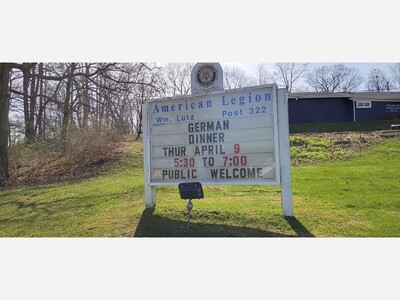 American Legion
Wm. Lutz Post 322
GERMAN
DINNER
THUR APRIL 9
5:30 TO 7:00
PUBLIC WELCOME